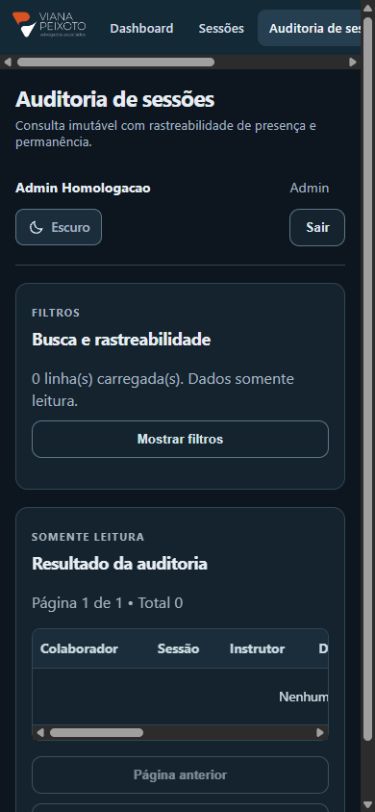 VIANA
PEIXOTO
advogados associados
Dashboard Sessões Auditoria de ses
Auditoria de sessões
Consulta imutável com rastreabilidade de presença e
permanência.
Admin Homologacao Admin
Escuro Sair
FILTROS
Busca e rastreabilidade
0 linha(s) carregada(s). Dados somente
leitura.
Mostrar filtros
SOMENTE LEITURA
Resultado da auditoria
Página 1 de 1 • Total 0
Colaborador Sessão Instrutor D
Nenhum
Página anterior